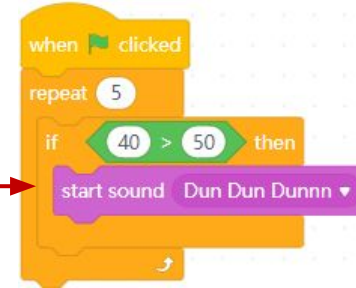 when clicked
repeat 5
if 40 > 50 then
start sound Dun Dun Dunnn